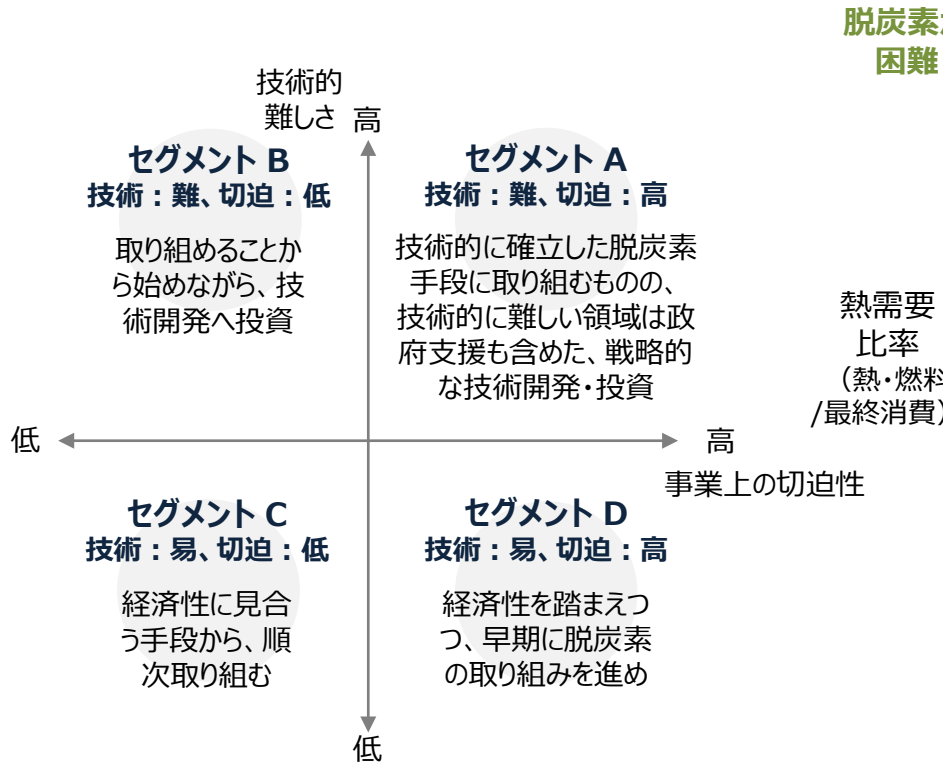 脱炭素
困難
技術的
難しさ 高
セグメント B
技術：難、切迫：低
取り組めることか
ら始めながら、技
術開発へ投資
セグメント A
技術：難、切迫：高
技術的に確立した脱炭素
手段に取り組むものの、
技術的に難しい領域は政
府支援も含めた、戦略的
な技術開発・投資
熱需要
比率
（熱・燃料
/最終消費）
低
高
事業上の切迫性
セグメント C
技術：易、切迫：低
経済性に見合
う手段から、順
次取り組む
セグメント D
技術：易、切迫：高
経済性を踏まえつ
つ、早期に脱炭素
の取り組みを進め
低